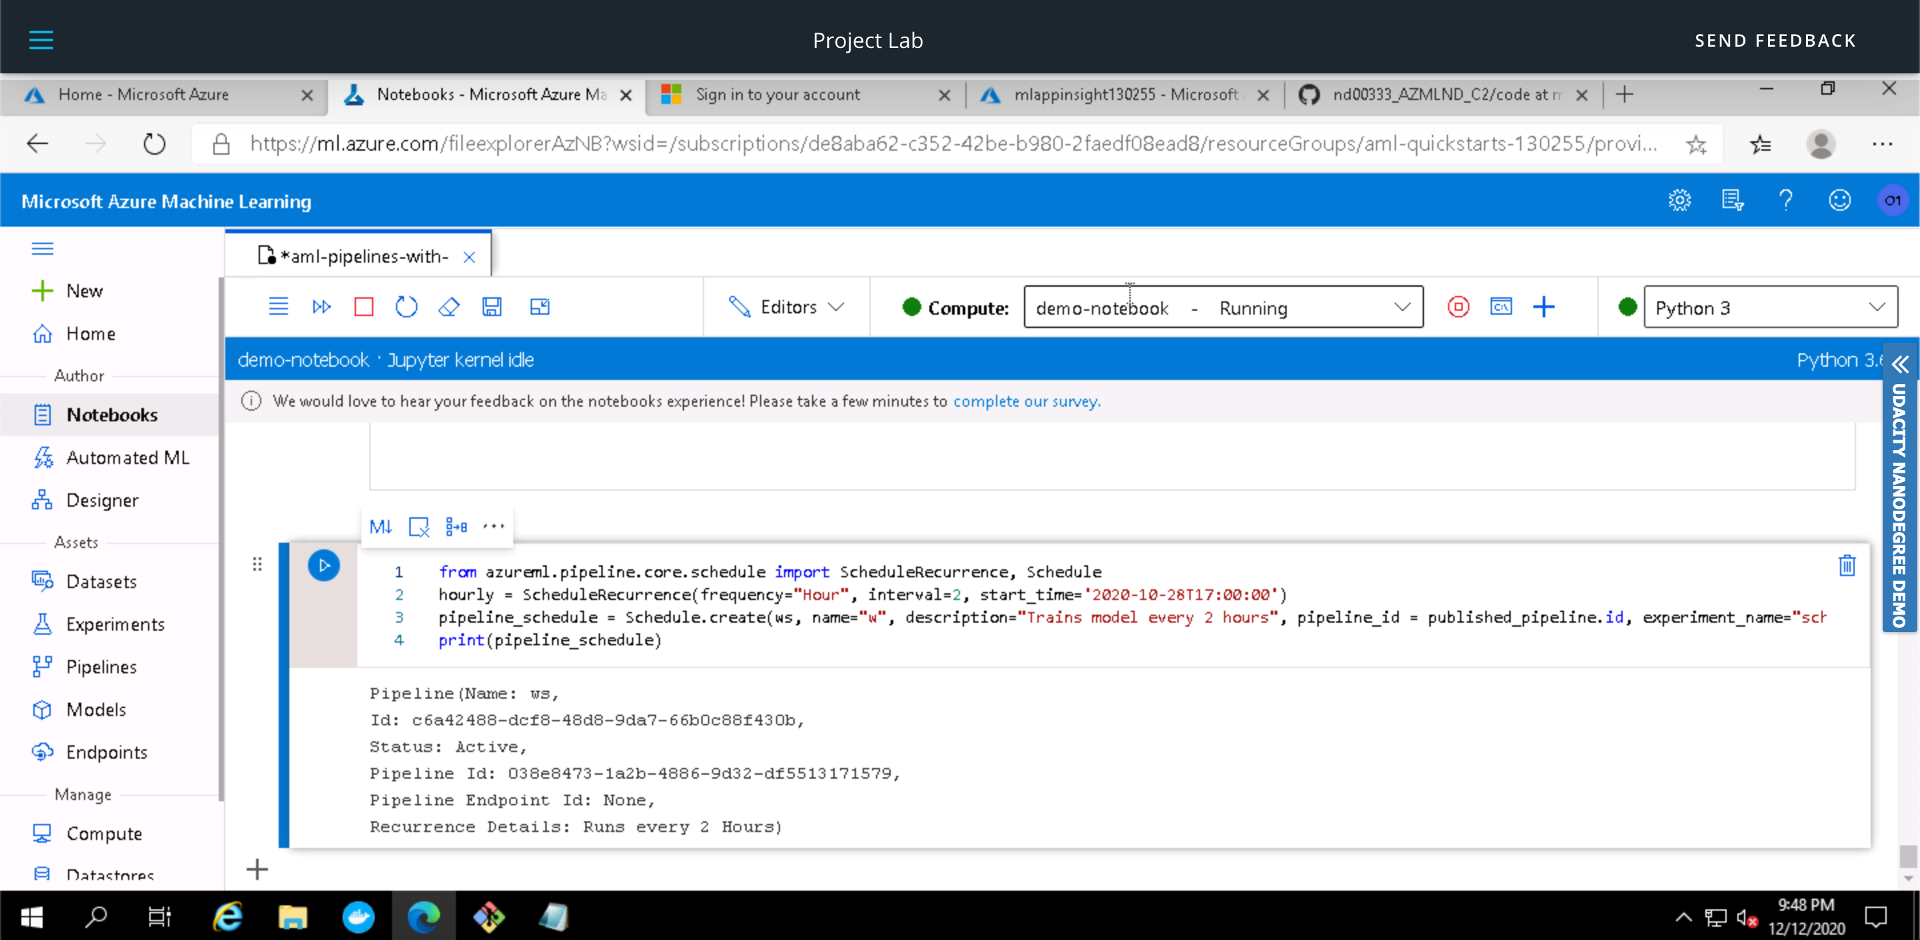 Project Lab
SEND FEEDBACK
Home - Microsoft Azure
Notebooks - Microsoft Azure Ma
Sign in to your account
mlappinsight130255 - Microsoft
nd00333_AZMLND_C2/code at m
https://ml.azure.com/fileexplorerAzNB?wsid=/subscriptions/de8aba62-c352-42be-b980-2faedf08ead8/resourceGroups/aml-quickstarts-130255/provi...
Microsoft Azure Machine Learning
?
O1
*aml-pipelines-with-
New
Home
Author
Notebooks
Automated ML
Designer
Assets
Datasets
Experiments
Pipelines
Models
Endpoints
Manage
Compute
Datastores
Editors
Compute:
demo-notebook - Running
Python 3
demo-notebook · Jupyter kernel idle
Python 3.6
We would love to hear your feedback on the notebooks experience! Please take a few minutes to complete our survey.
UDACITY NANODEGREE DEMO
M↓
1 from azureml.pipeline.core.schedule import ScheduleRecurrence, Schedule
2 hourly = ScheduleRecurrence(frequency="Hour", interval=2, start_time='2020-10-28T17:00:00')
3 pipeline_schedule = Schedule.create(ws, name="w", description="Trains model every 2 hours", pipeline_id = published_pipeline.id, experiment_name="sch
4 print(pipeline_schedule)
Pipeline(Name: ws,
Id: c6a42488-dcf8-48d8-9da7-66b0c88f430b,
Status: Active,
Pipeline Id: 038e8473-1a2b-4886-9d32-df5513171579,
Pipeline Endpoint Id: None,
Recurrence Details: Runs every 2 Hours)
9:48 PM
12/12/2020